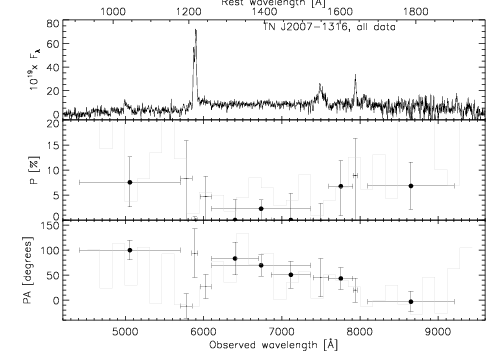 Rest wavelength [Å]
1000 1200 1400 1600 1800
TN J2007-1316, all data
10¹⁹x Fλ
80
60
40
20
0
P [%]
20
15
10
5
0
PA [degrees]
150
100
50
0
5000 6000 7000 8000 9000
Observed wavelength [Å]